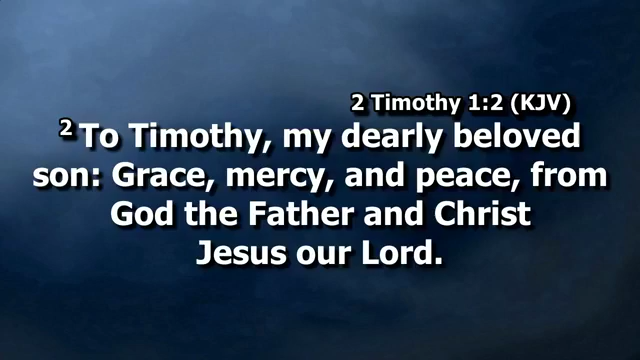 2 Timothy 1:2 (KJV)
2 To Timothy, my dearly beloved
son: Grace, mercy, and peace, from
God the Father and Christ
Jesus our Lord.